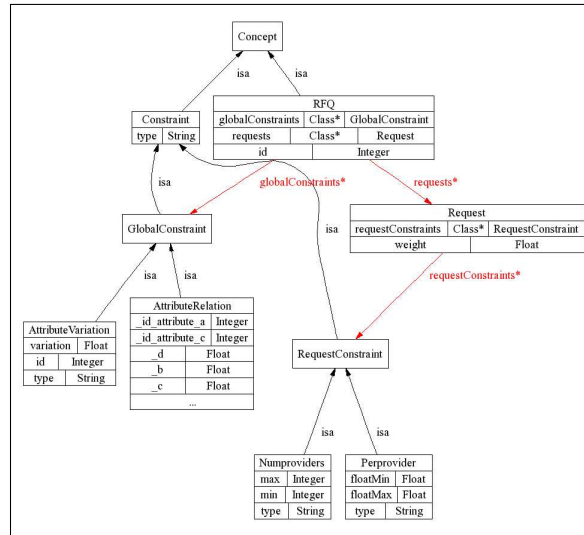 Concept
isa
isa
Constraint
type String
RFQ
globalConstraints Class* GlobalConstraint
requests Class* Request
id Integer
isa
globalConstraints*
requests*
GlobalConstraint
isa
Request
requestConstraints Class* RequestConstraint
weight Float
isa
isa
requestConstraints*
AttributeVariation
variation Float
id Integer
type String
AttributeRelation
_id_attribute_a Integer
_id_attribute_c Integer
_d Float
_b Float
_c Float
...
RequestConstraint
isa
isa
Numproviders
max Integer
min Integer
type String
Perprovider
floatMin Float
floatMax Float
type String